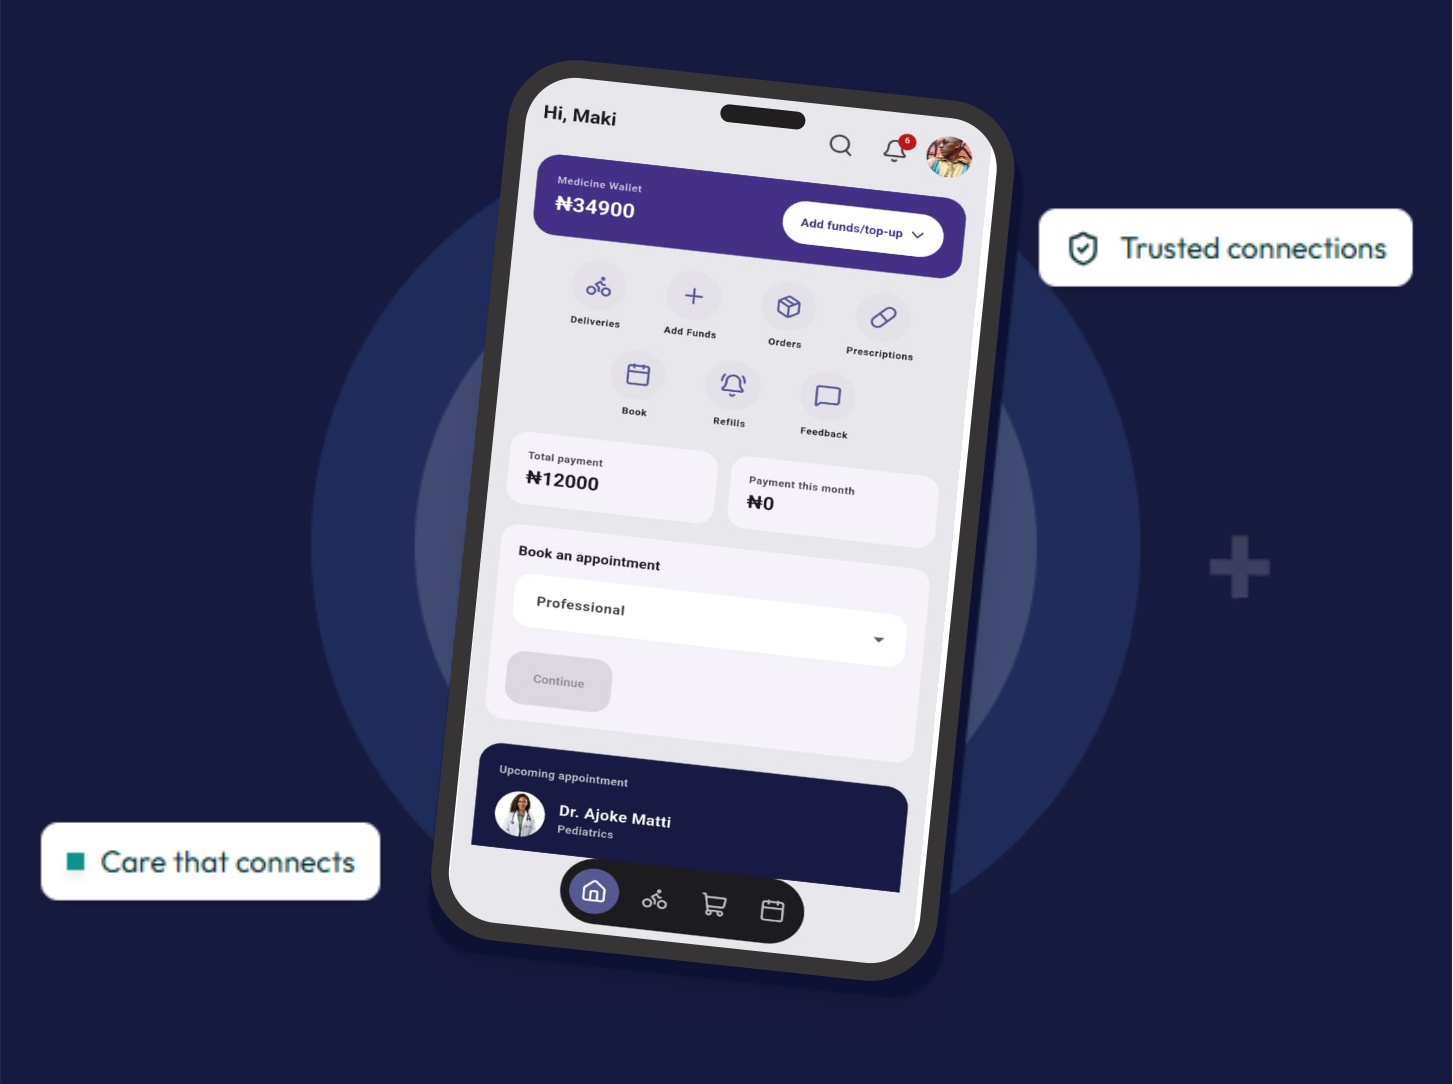 Hi, Maki
6
Medicine Wallet
₦34900
Add funds/top-up
Deliveries
Add Funds
Orders
Prescriptions
Book
Refills
Feedback
Total payment
₦12000
Payment this month
₦0
Book an appointment
Professional
Continue
Upcoming appointment
Dr. Ajoke Matti
Pediatrics
Trusted connections
Care that connects